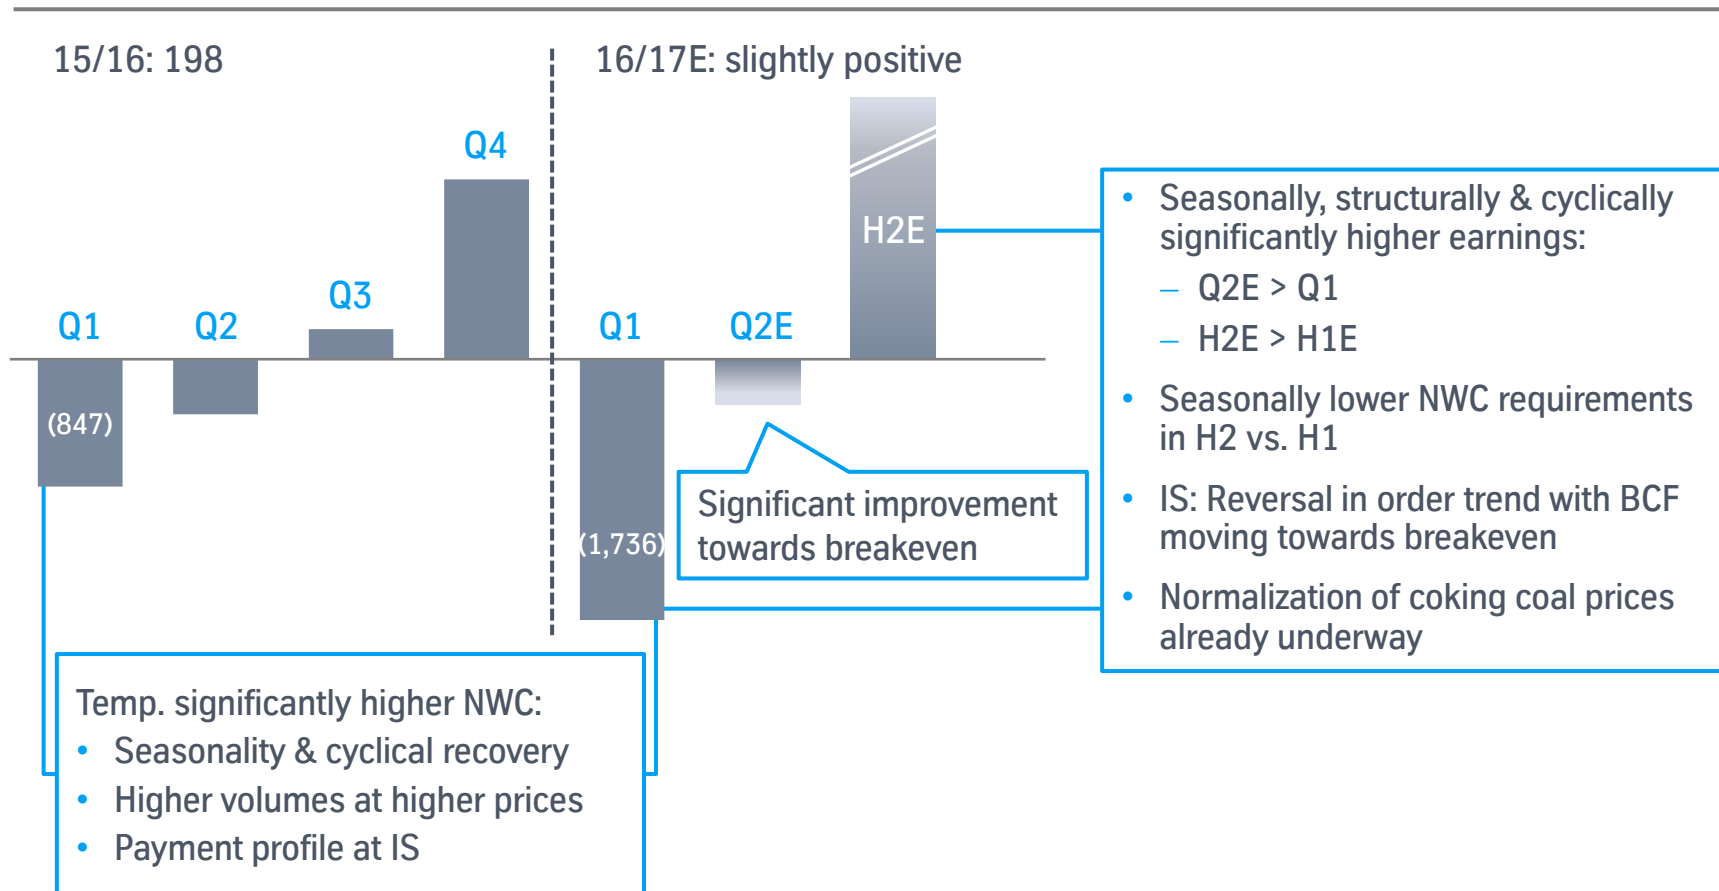 15/16: 198
16/17E: slightly positive
Q1
Q2
Q3
Q4
Q1
Q2E
H2E
(847)
(1,736)
Significant improvement
towards breakeven
• Seasonally, structurally & cyclically
significantly higher earnings:
– Q2E > Q1
– H2E > H1E
• Seasonally lower NWC requirements
in H2 vs. H1
• IS: Reversal in order trend with BCF
moving towards breakeven
• Normalization of coking coal prices
already underway
Temp. significantly higher NWC:
• Seasonality & cyclical recovery
• Higher volumes at higher prices
• Payment profile at IS